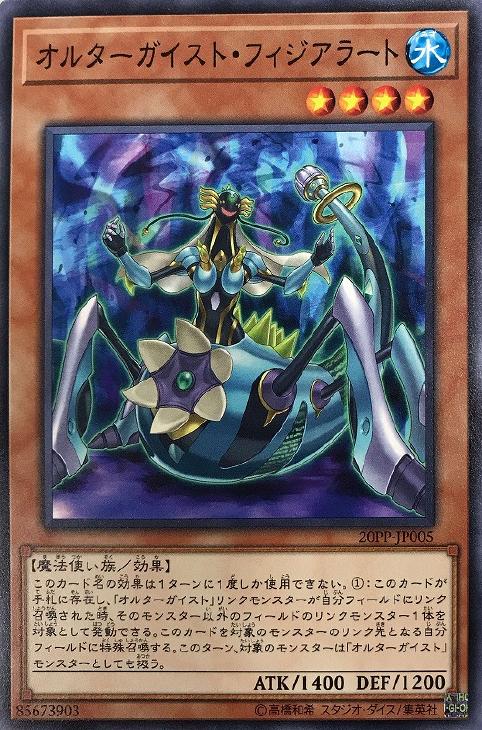 オルターガイスト・フィジアラート
水
20PP-JP005
【魔法使い族/効果】
このカード名の効果は1ターンに1度しか使用できない。①:このカードが
手札に存在し、「オルターガイスト」リンクモンスターが自分フィールドにリンク
召喚された時、そのモンスター以外のフィールドのリンクモンスター1体を
対象として発動できる。このカードを対象のモンスターのリンク先となる自分
フィールドに特殊召喚する。このターン、対象のモンスターは「オルターガイスト」
モンスターとしても扱う。
ATK/1400 DEF/1200
85673903
©高橋和希 スタジオ・ダイス/集英社